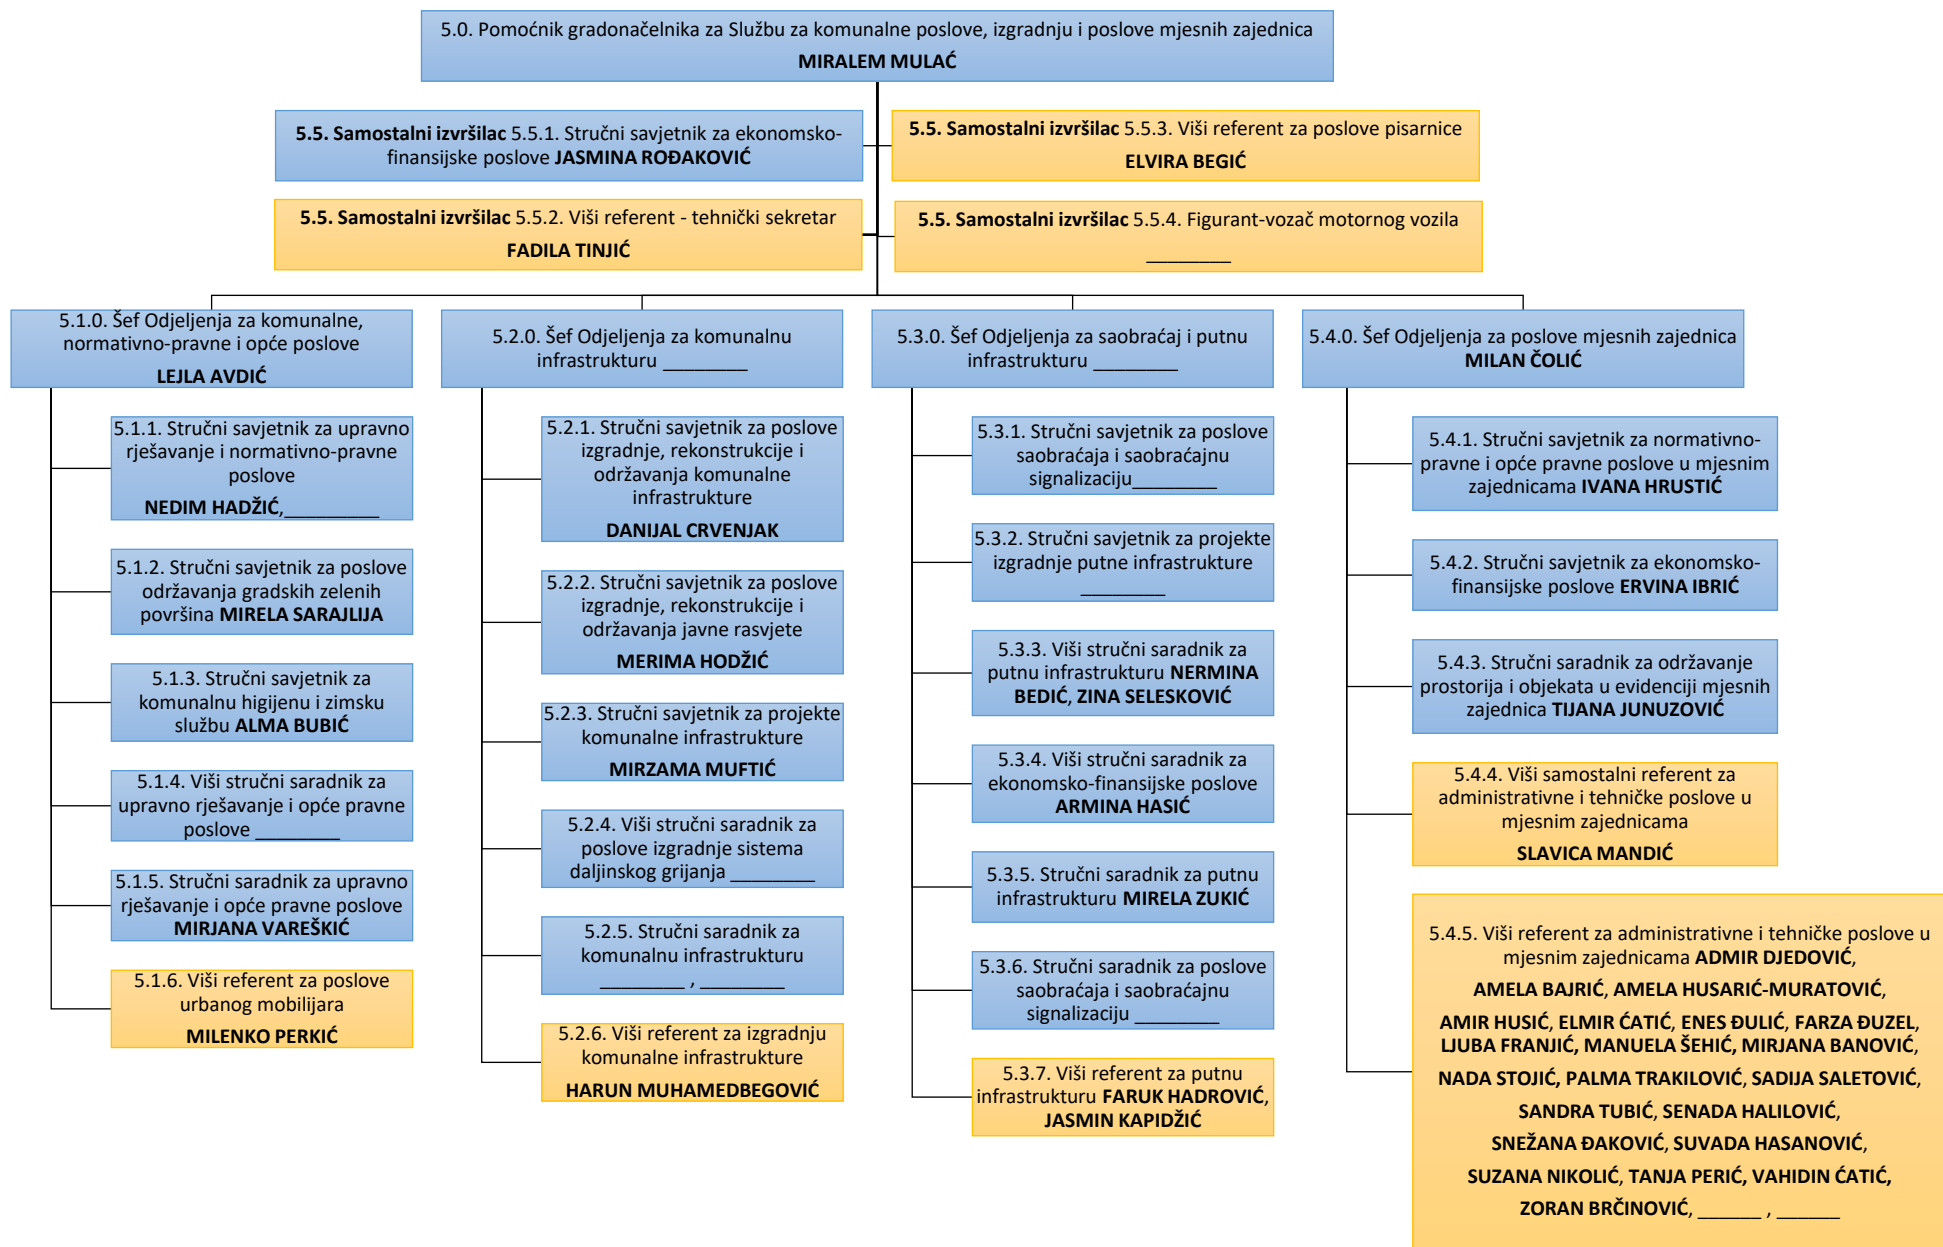 5.0. Pomoćnik gradonačelnika za Službu za komunalne poslove, izgradnju i poslove mjesnih zajednica
MIRALEM MULAĆ
5.5. Samostalni izvršilac 5.5.1. Stručni savjetnik za ekonomsko-
finansijske poslove JASMINA ROĐAKOVIĆ
5.5. Samostalni izvršilac 5.5.3. Viši referent za poslove pisarnice
ELVIRA BEGIĆ
5.5. Samostalni izvršilac 5.5.2. Viši referent - tehnički sekretar
FADILA TINJIĆ
5.5. Samostalni izvršilac 5.5.4. Figurant-vozač motornog vozila
________
5.1.0. Šef Odjeljenja za komunalne,
normativno-pravne i opće poslove
LEJLA AVDIĆ
5.1.1. Stručni savjetnik za upravno
rješavanje i normativno-pravne
poslove
NEDIM HADŽIĆ,_________
5.1.2. Stručni savjetnik za poslove
održavanja gradskih zelenih
površina MIRELA SARAJLIJA
5.1.3. Stručni savjetnik za
komunalnu higijenu i zimsku
službu ALMA BUBIĆ
5.1.4. Viši stručni saradnik za
upravno rješavanje i opće pravne
poslove ________
5.1.5. Stručni saradnik za upravno
rješavanje i opće pravne poslove
MIRJANA VAREŠKIĆ
5.1.6. Viši referent za poslove
urbanog mobilijara
MILENKO PERKIĆ
5.2.0. Šef Odjeljenja za komunalnu
infrastrukturu ________
5.2.1. Stručni savjetnik za poslove
izgradnje, rekonstrukcije i
održavanja komunalne
infrastrukture
DANIJAL CRVENJAK
5.2.2. Stručni savjetnik za poslove
izgradnje, rekonstrukcije i
održavanja javne rasvjete
MERIMA HODŽIĆ
5.2.3. Stručni savjetnik za projekte
komunalne infrastrukture
MIRZAMA MUFTIĆ
5.2.4. Viši stručni saradnik za
poslove izgradnje sistema
daljinskog grijanja ________
5.2.5. Stručni saradnik za
komunalnu infrastrukturu
________ , ________
5.2.6. Viši referent za izgradnju
komunalne infrastrukture
HARUN MUHAMEDBEGOVIĆ
5.3.0. Šef Odjeljenja za saobraćaj i putnu
infrastrukturu ________
5.3.1. Stručni savjetnik za poslove
saobraćaja i saobraćajnu
signalizaciju________
5.3.2. Stručni savjetnik za projekte
izgradnje putne infrastrukture
________
5.3.3. Viši stručni saradnik za
putnu infrastrukturu NERMINA
BEDIĆ, ZINA SELESKOVIĆ
5.3.4. Viši stručni saradnik za
ekonomsko-finansijske poslove
ARMINA HASIĆ
5.3.5. Stručni saradnik za putnu
infrastrukturu MIRELA ZUKIĆ
5.3.6. Stručni saradnik za poslove
saobraćaja i saobraćajnu
signalizaciju ________
5.3.7. Viši referent za putnu
infrastrukturu FARUK HADROVIĆ,
JASMIN KAPIDŽIĆ
5.4.0. Šef Odjeljenja za poslove mjesnih zajednica
MILAN ČOLIĆ
5.4.1. Stručni savjetnik za normativno-
pravne i opće pravne poslove u mjesnim
zajednicama IVANA HRUSTIĆ
5.4.2. Stručni savjetnik za ekonomsko-
finansijske poslove ERVINA IBRIĆ
5.4.3. Stručni saradnik za održavanje
prostorija i objekata u evidenciji mjesnih
zajednica TIJANA JUNUZOVIĆ
5.4.4. Viši samostalni referent za
administrativne i tehničke poslove u
mjesnim zajednicama
SLAVICA MANDIĆ
5.4.5. Viši referent za administrativne i tehničke poslove u
mjesnim zajednicama ADMIR DJEDOVIĆ,
AMELA BAJRIĆ, AMELA HUSARIĆ-MURATOVIĆ,
AMIR HUSIĆ, ELMIR ĆATIĆ, ENES ĐULIĆ, FARZA ĐUZEL,
LJUBA FRANJIĆ, MANUELA ŠEHIĆ, MIRJANA BANOVIĆ,
NADA STOJIĆ, PALMA TRAKILOVIĆ, SADIJA SALETOVIĆ,
SANDRA TUBIĆ, SENADA HALILOVIĆ,
SNEŽANA ĐAKOVIĆ, SUVADA HASANOVIĆ,
SUZANA NIKOLIĆ, TANJA PERIĆ, VAHIDIN ĆATIĆ,
ZORAN BRČINOVIĆ, ______ , ______